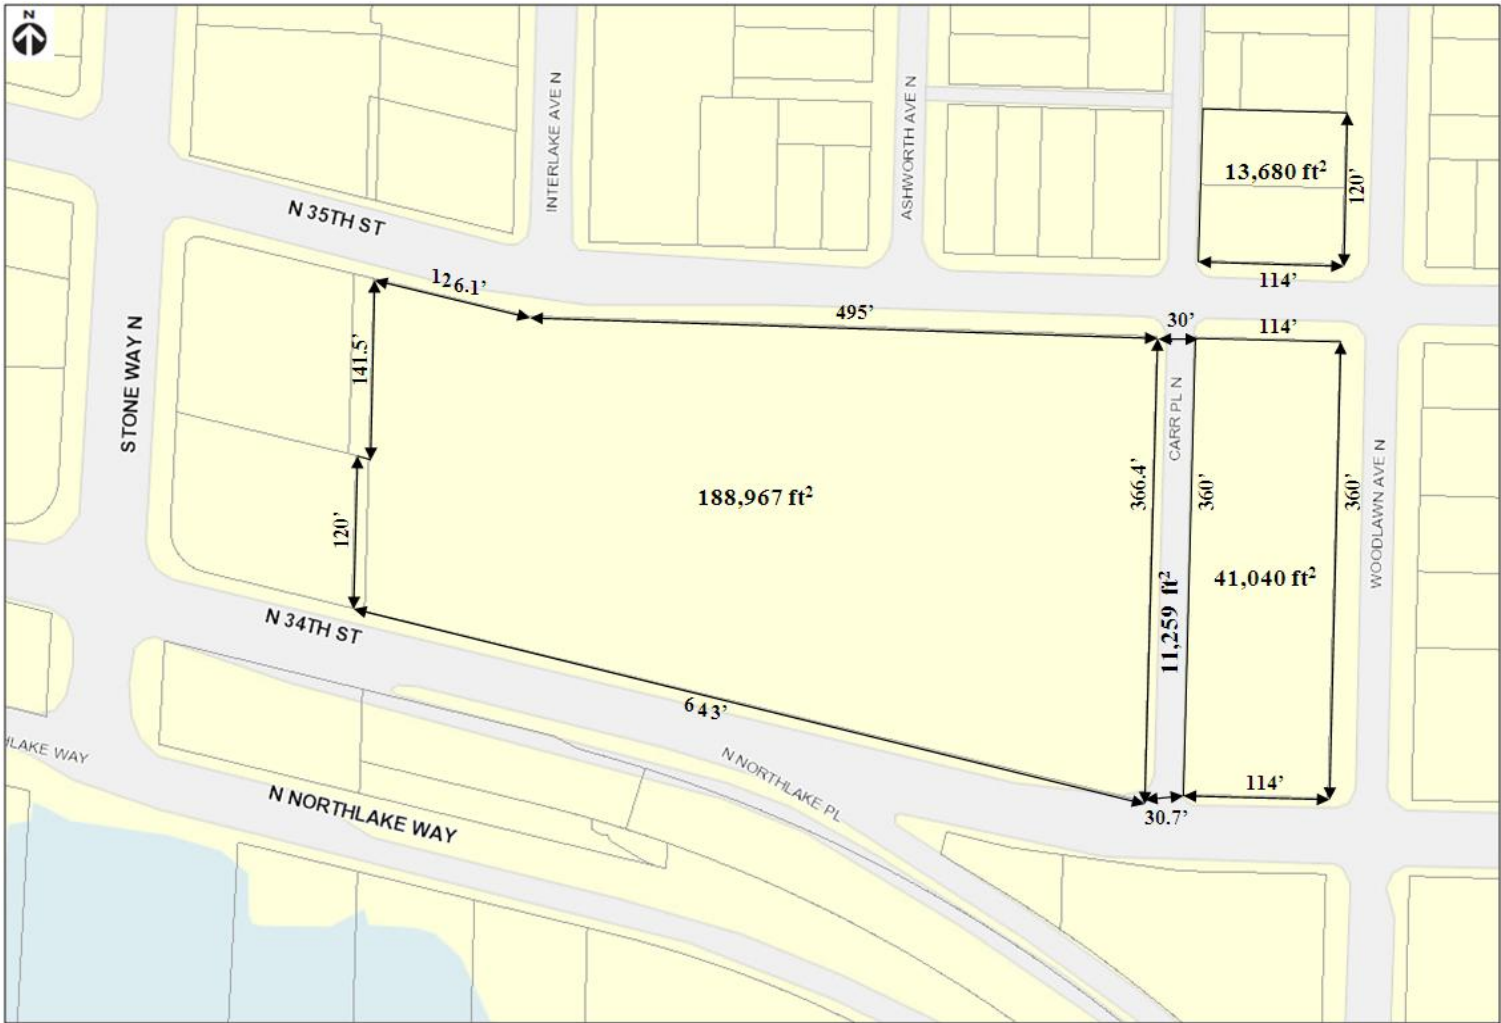 Z
INTERLAKE AVE N
ASHWORTH AVE N
N 35TH ST
13,680 ft²
120'
114'
126.1'
495'
30'
114'
141.5'
STONE WAY N
CARR PL N
366.4'
360'
360'
WOODLAWN AVE N
188,967 ft²
120'
41,040 ft²
11,259 ft²
N 34TH ST
643'
HLAKE WAY
N NORTHLAKE PL
114'
30.7'
N NORTHLAKE WAY